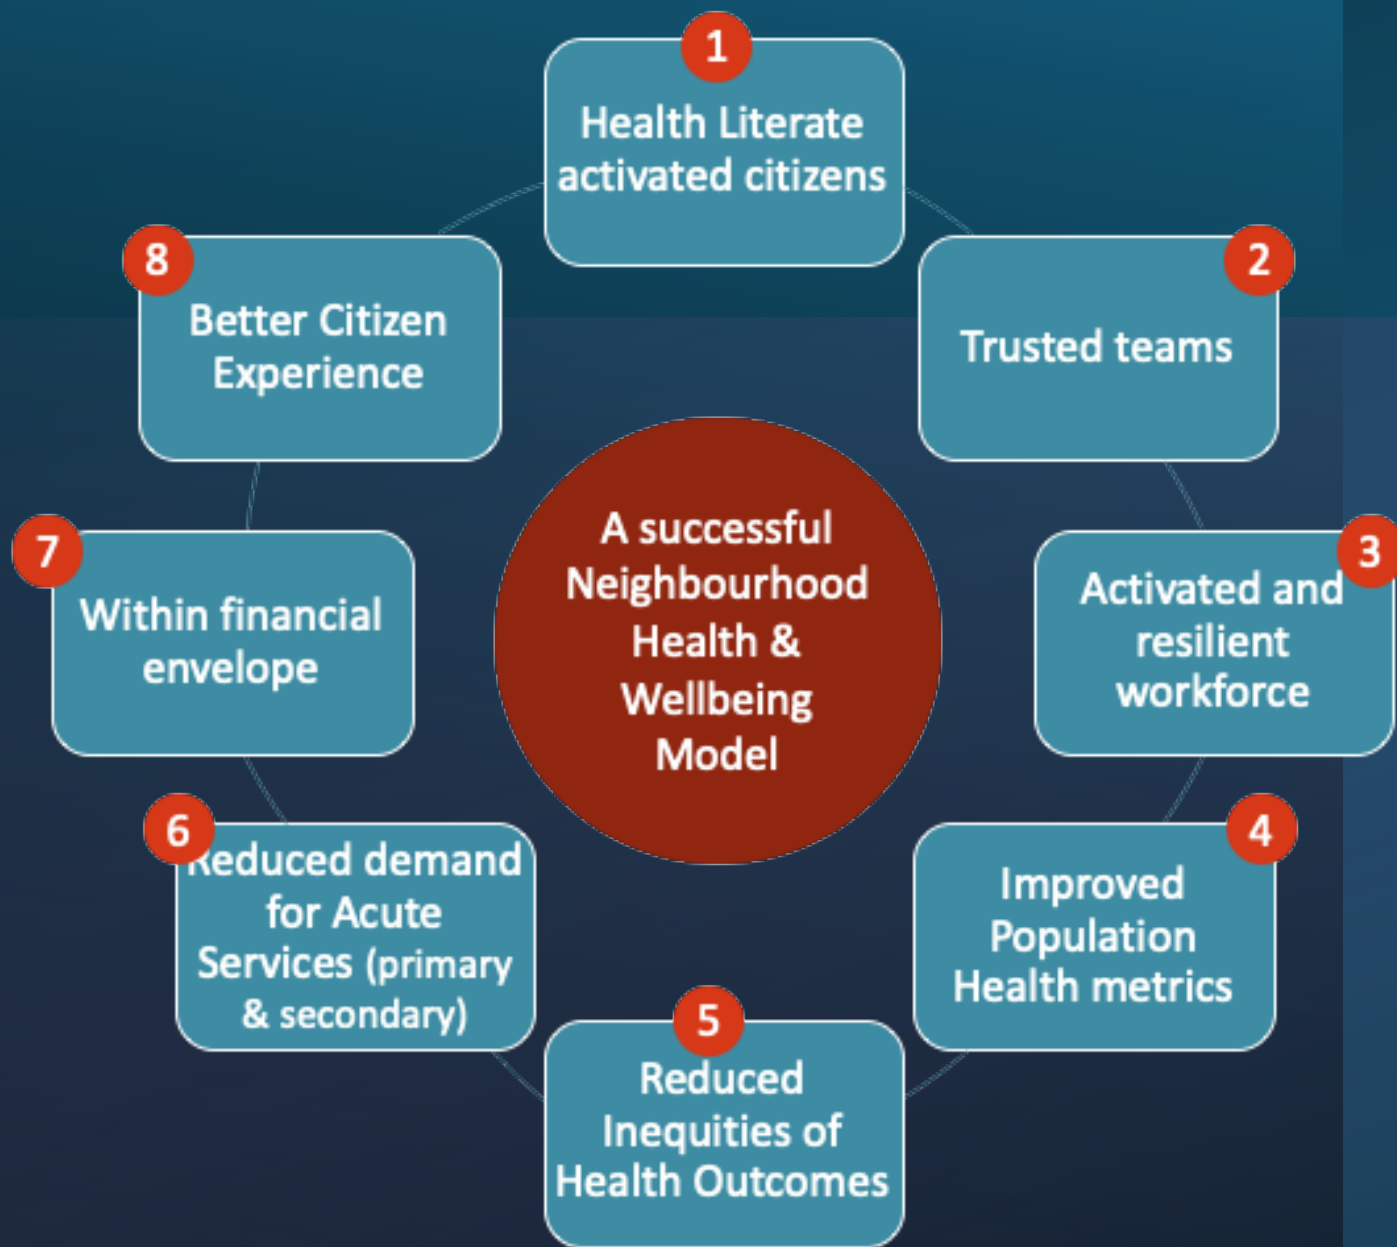 1
Health Literate
activated citizens
2
Trusted teams
3
Activated and
resilient
workforce
4
Improved
Population
Health metrics
5
Reduced
Inequities of
Health Outcomes
6
Reduced demand
for Acute
Services (primary
& secondary)
7
Within financial
envelope
8
Better Citizen
Experience
A successful
Neighbourhood
Health &
Wellbeing
Model